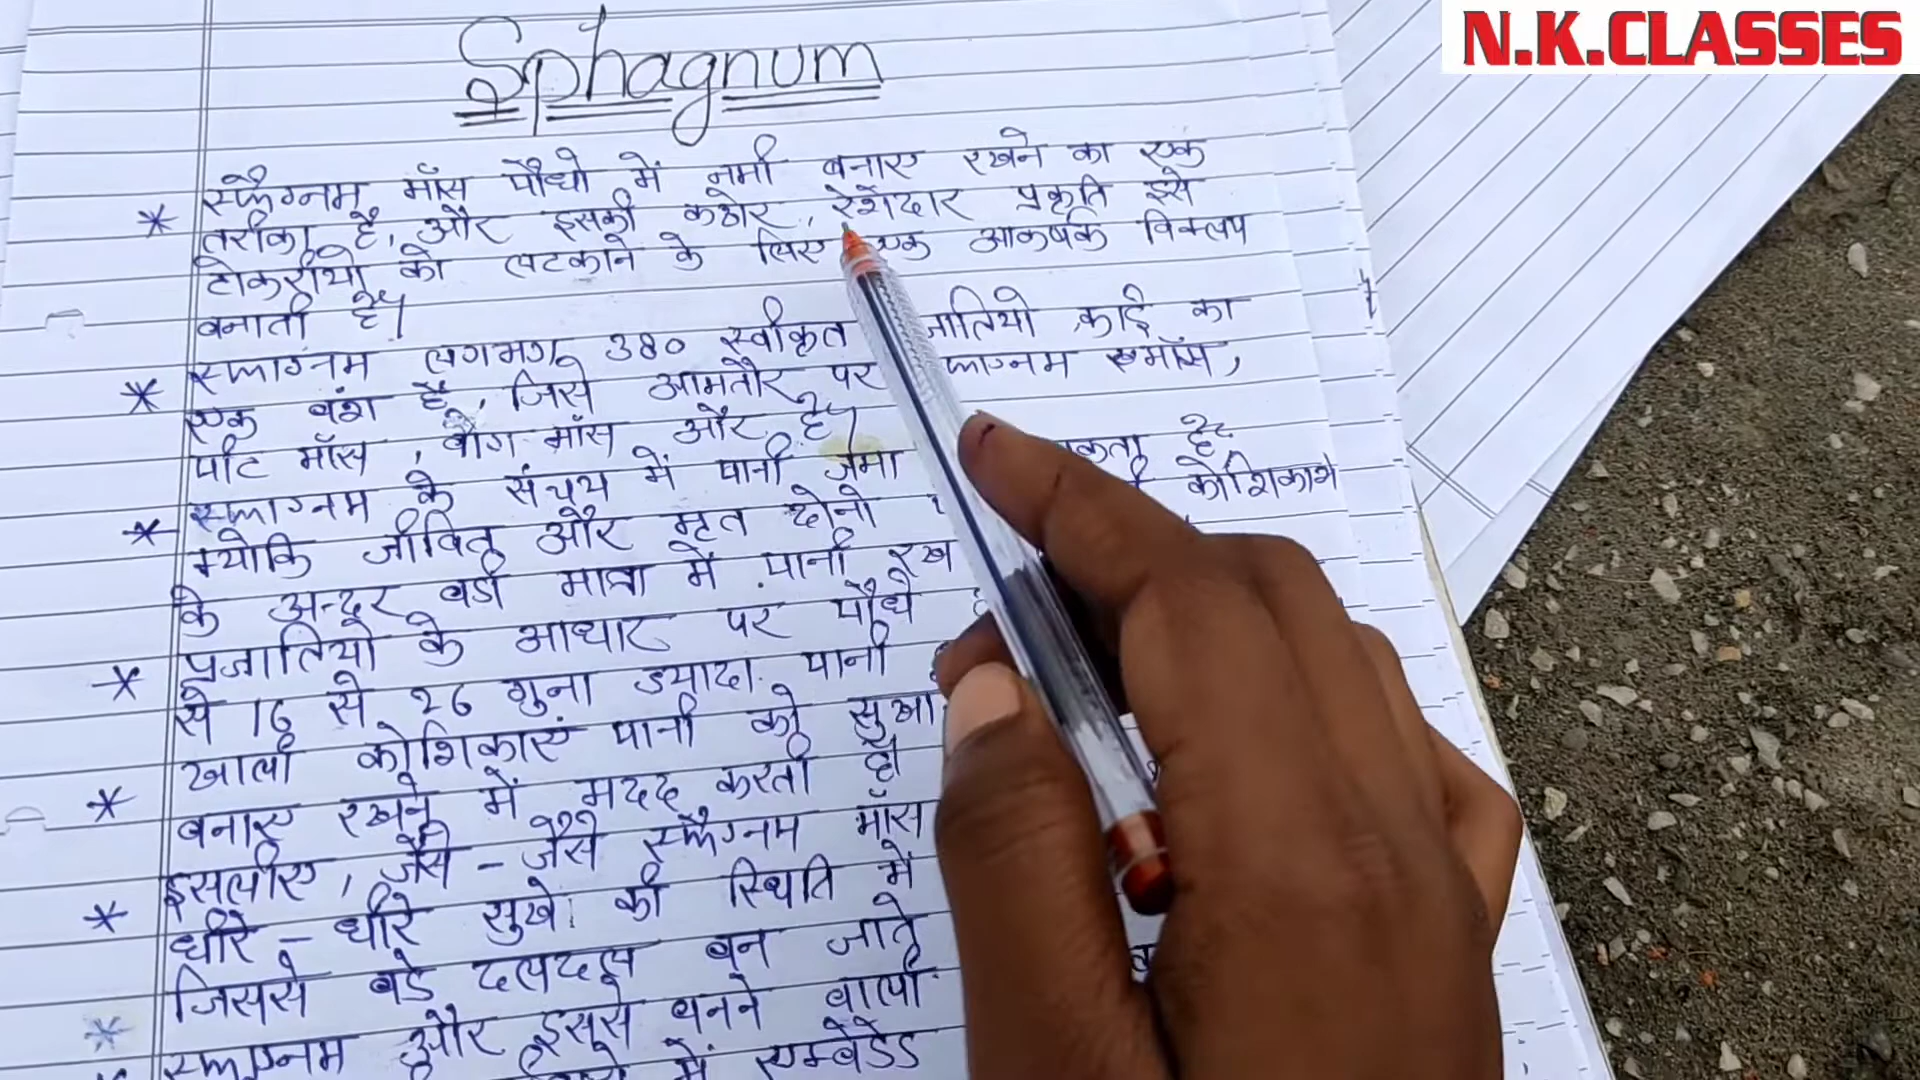 N.K.CLASSES
Sphagnum
* स्फैग्नम मॉस पौधो में नमी बनाए रखने का एक
तरीका है, और इसकी कठोर, रेशेदार प्रकृति इसे
टोकरीयो को लटकाने के लिए एक आकर्षक विकल्प
बनाती है।
* स्फाग्नम लगभग 380 स्वीकृत जातियो काई का
एक वंश है, जिसे आमतौर पर
पीट मॉस, बोग मॉस और है।
* स्फाग्नम के संचय में पानी जमा है
क्योकि जीवित और मृत दोनो कोशिकाओ
के अन्दर बडी मात्रा में पानी रख
* प्रजातियो के आधार पर पौधे
से 16 से 26 गुना ज्यादा पानी
* खाली कोशिकाएं पानी को
बनाए रखने में मदद करती है
* इसलीए, जैसे - जैसे स्फैग्नम मॉस
धीरे - धीरे सुखे की स्थिति में
जिससे बडे दलदल बन जाते
* स्फाग्नम और इससे बनने वाली
में एम्बेडेड